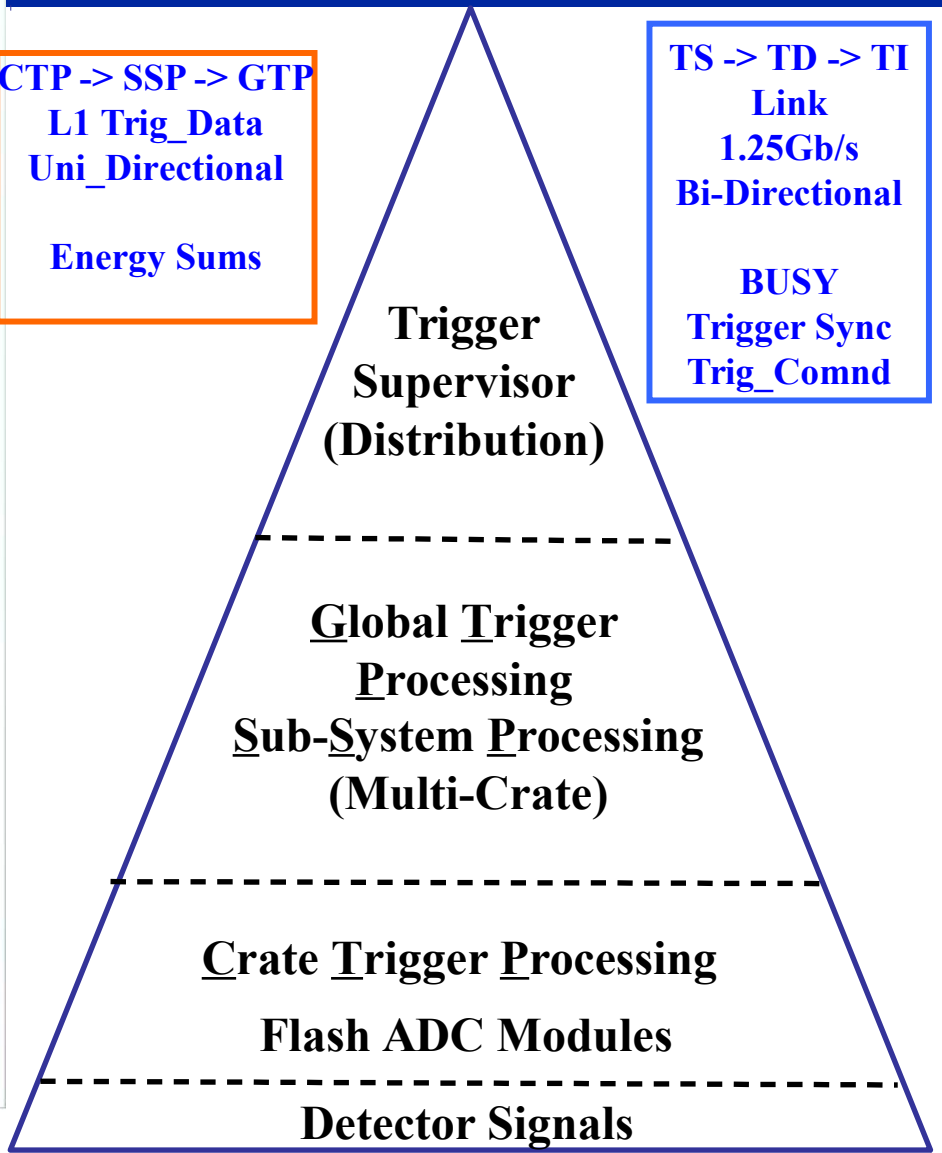 CTP -> SSP -> GTP
L1 Trig_Data
Uni_Directional
Energy Sums
TS -> TD -> TI
Link
1.25Gb/s
Bi-Directional
BUSY
Trigger Sync
Trig_Comnd
Trigger
Supervisor
(Distribution)
Global Trigger
Processing
Sub-System Processing
(Multi-Crate)
Crate Trigger Processing
Flash ADC Modules
Detector Signals